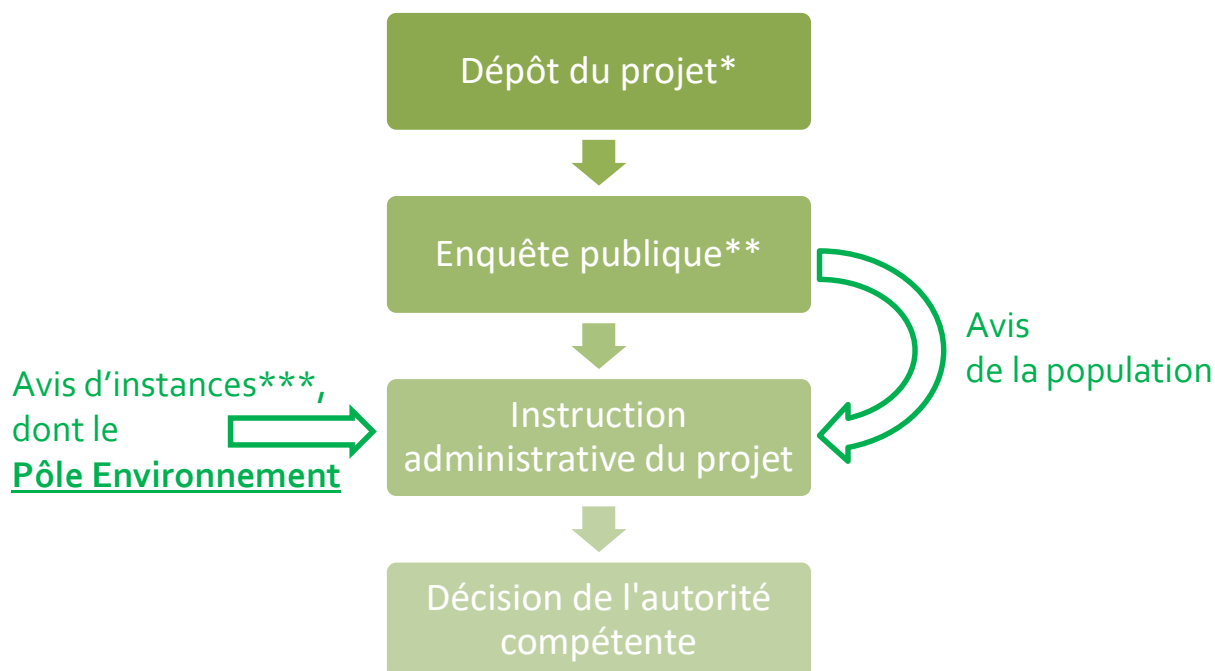 Dépôt du projet*
Enquête publique**
Avis
de la population
Avis d'instances***,
dont le
Pôle Environnement
Instruction
administrative du projet
Décision de l'autorité
compétente